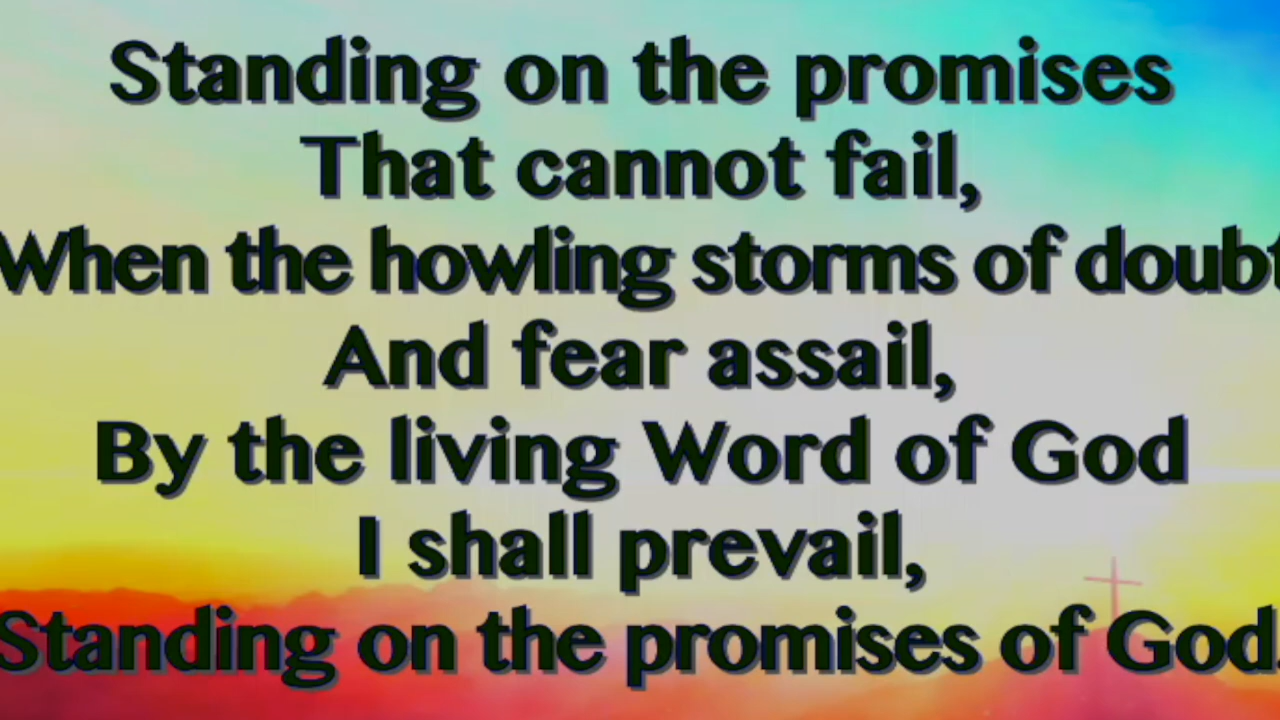 Standing on the promises
That cannot fail,
When the howling storms of doubt
And fear assail,
By the living Word of God
I shall prevail,
Standing on the promises of God.